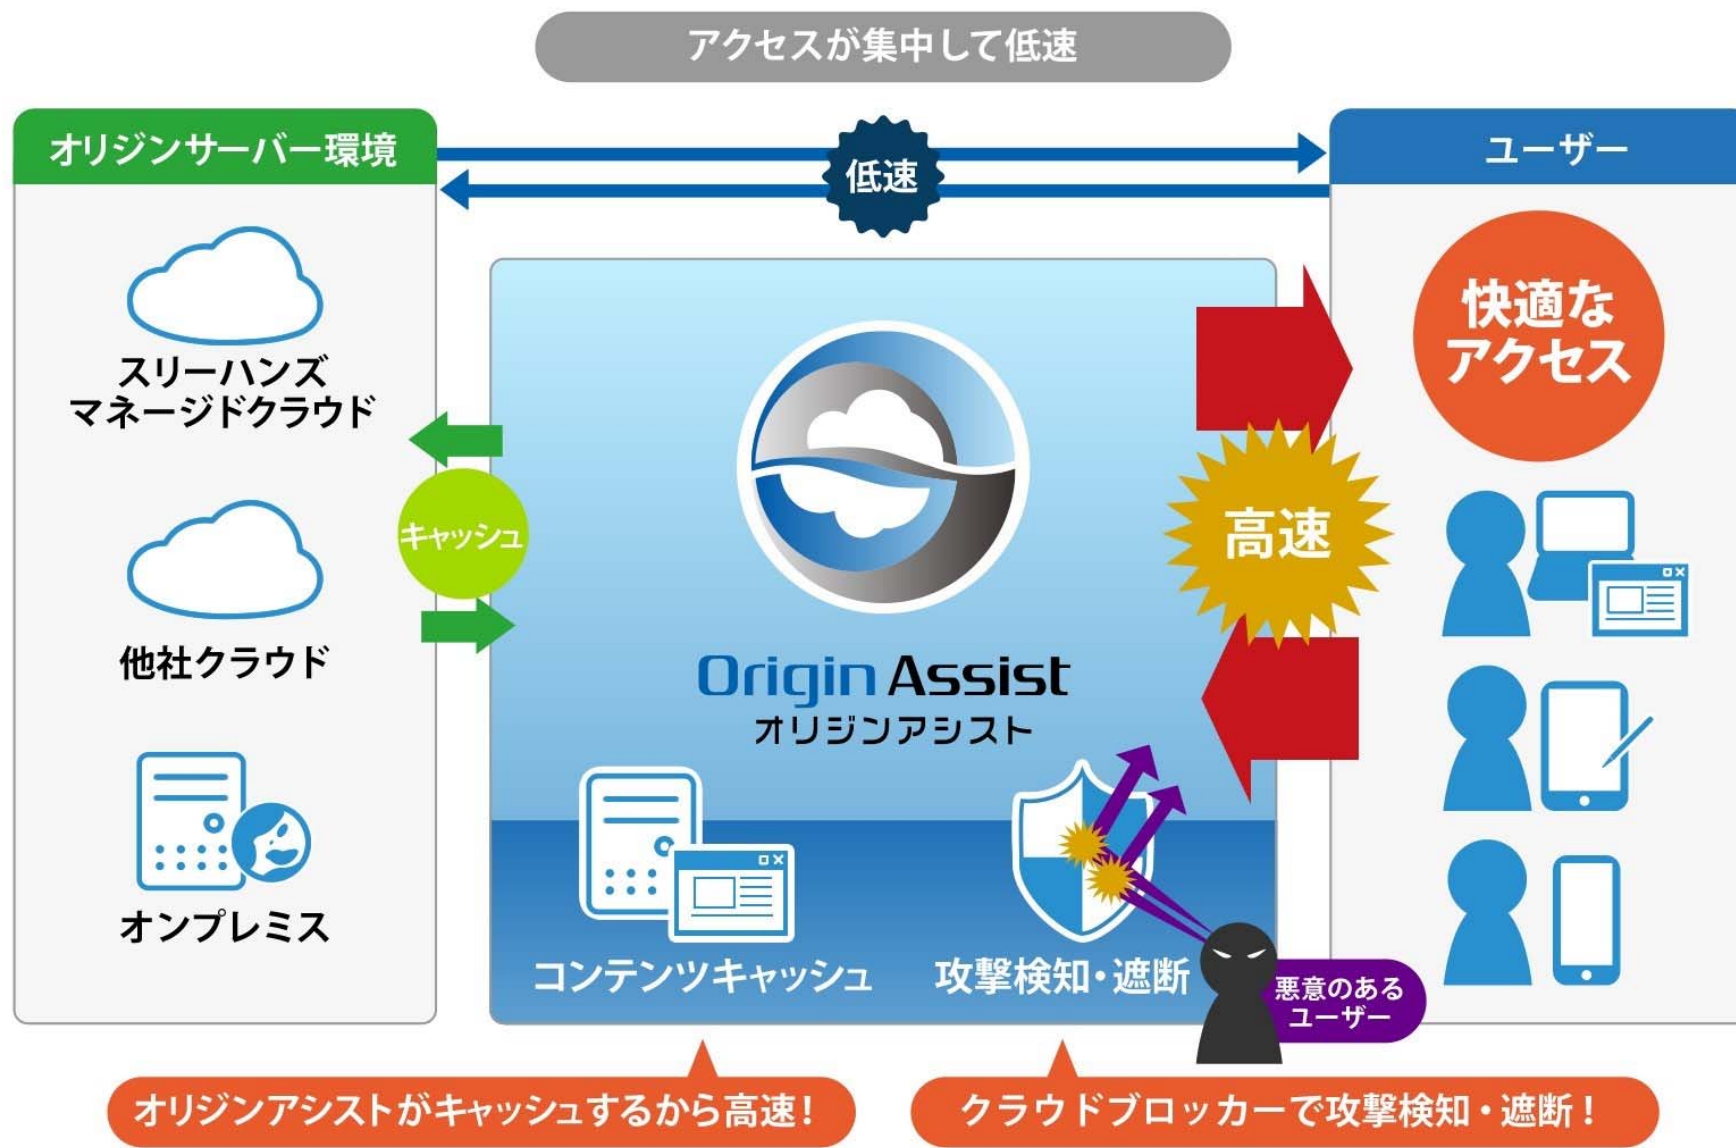 アクセスが集中して低速
オリジンサーバー環境
低速
ユーザー
スリーハンズ
マネージドクラウド
キャッシュ
他社クラウド
オンプレミス
Origin Assist
オリジンアシスト
コンテンツキャッシュ
攻撃検知・遮断
高速
快適な
アクセス
悪意のある
ユーザー
オリジンアシストがキャッシュするから高速！
クラウドブロッカーで攻撃検知・遮断！